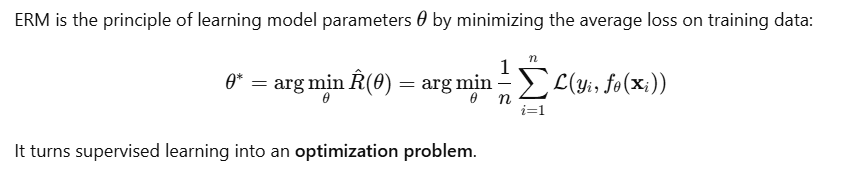 ERM is the principle of learning model parameters θ by minimizing the average loss on training data:
θ* = arg min_θ R̂(θ) = arg min_θ 1/n ∑_{i=1}^{n} ℒ(y_i, f_θ(x_i))
It turns supervised learning into an optimization problem.